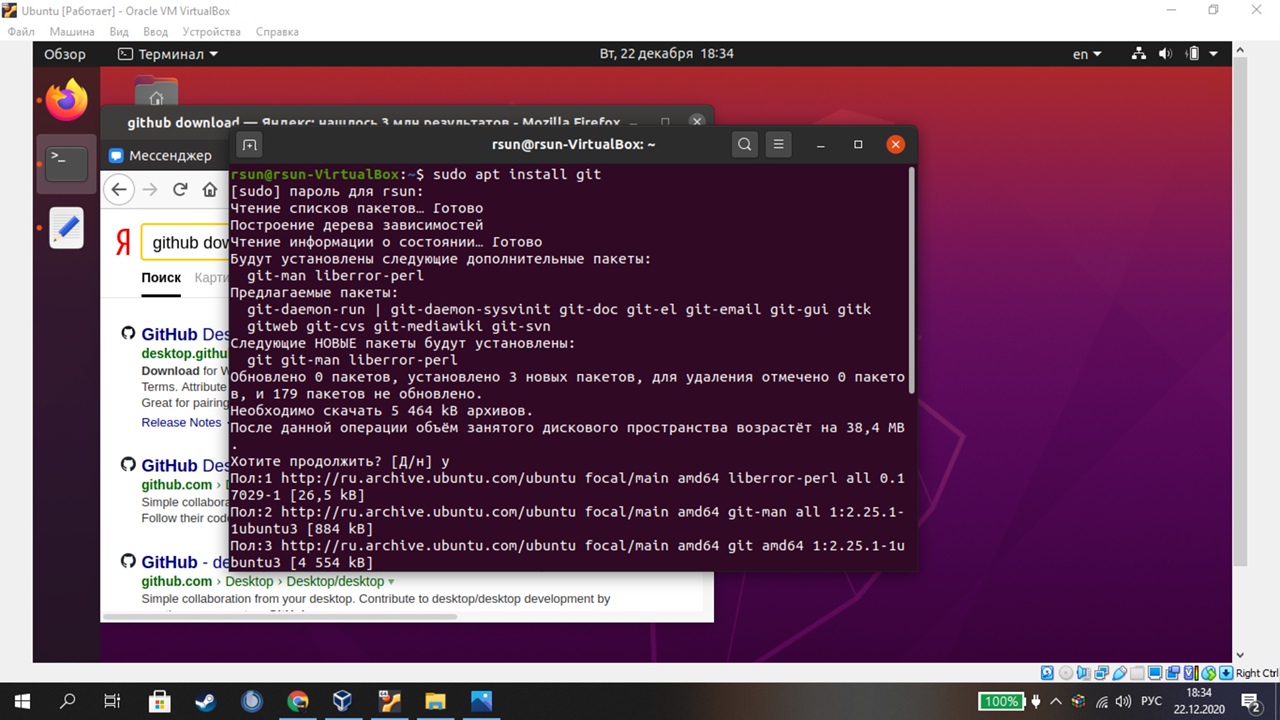 Ubuntu [Работает] - Oracle VM VirtualBox
Файл Машина Вид Ввод Устройства Справка
Обзор Терминал Вт, 22 декабря 18:34 en
github download — Яндекс: нашлось 3 млн результатов - Mozilla Firefox
rsun@rsun-VirtualBox: ~
Мессенджер
Я github dow
Поиск Карти
GitHub Des
desktop.githu
Download for W
Terms. Attribute
Great for pairing
Release Notes
GitHub Des
github.com › D
Simple collabora
Follow their code
GitHub - de
github.com › Desktop › Desktop/desktop
Simple collaboration from your desktop. Contribute to desktop/desktop development by
rsun@rsun-VirtualBox:~$ sudo apt install git
[sudo] пароль для rsun:
Чтение списков пакетов… Готово
Построение дерева зависимостей
Чтение информации о состоянии… Готово
Будут установлены следующие дополнительные пакеты:
git-man liberror-perl
Предлагаемые пакеты:
git-daemon-run | git-daemon-sysvinit git-doc git-el git-email git-gui gitk
gitweb git-cvs git-mediawiki git-svn
Следующие НОВЫЕ пакеты будут установлены:
git git-man liberror-perl
Обновлено 0 пакетов, установлено 3 новых пакетов, для удаления отмечено 0 пакето
в, и 179 пакетов не обновлено.
Необходимо скачать 5 464 kB архивов.
После данной операции объём занятого дискового пространства возрастёт на 38,4 MB
.
Хотите продолжить? [Д/н] y
Пол:1 http://ru.archive.ubuntu.com/ubuntu focal/main amd64 liberror-perl all 0.1
7029-1 [26,5 kB]
Пол:2 http://ru.archive.ubuntu.com/ubuntu focal/main amd64 git-man all 1:2.25.1-
1ubuntu3 [884 kB]
Пол:3 http://ru.archive.ubuntu.com/ubuntu focal/main amd64 git amd64 1:2.25.1-1u
buntu3 [4 554 kB]
Right Ctrl
100% РУС 18:34
22.12.2020
2